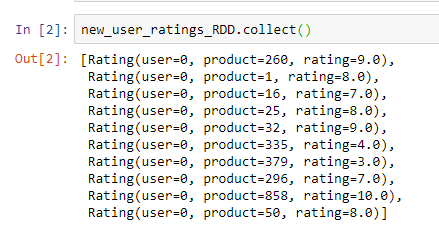 In [2]: new_user_ratings_RDD.collect()
Out[2]: [Rating(user=0, product=260, rating=9.0),
Rating(user=0, product=1, rating=8.0),
Rating(user=0, product=16, rating=7.0),
Rating(user=0, product=25, rating=8.0),
Rating(user=0, product=32, rating=9.0),
Rating(user=0, product=335, rating=4.0),
Rating(user=0, product=379, rating=3.0),
Rating(user=0, product=296, rating=7.0),
Rating(user=0, product=858, rating=10.0),
Rating(user=0, product=50, rating=8.0)]